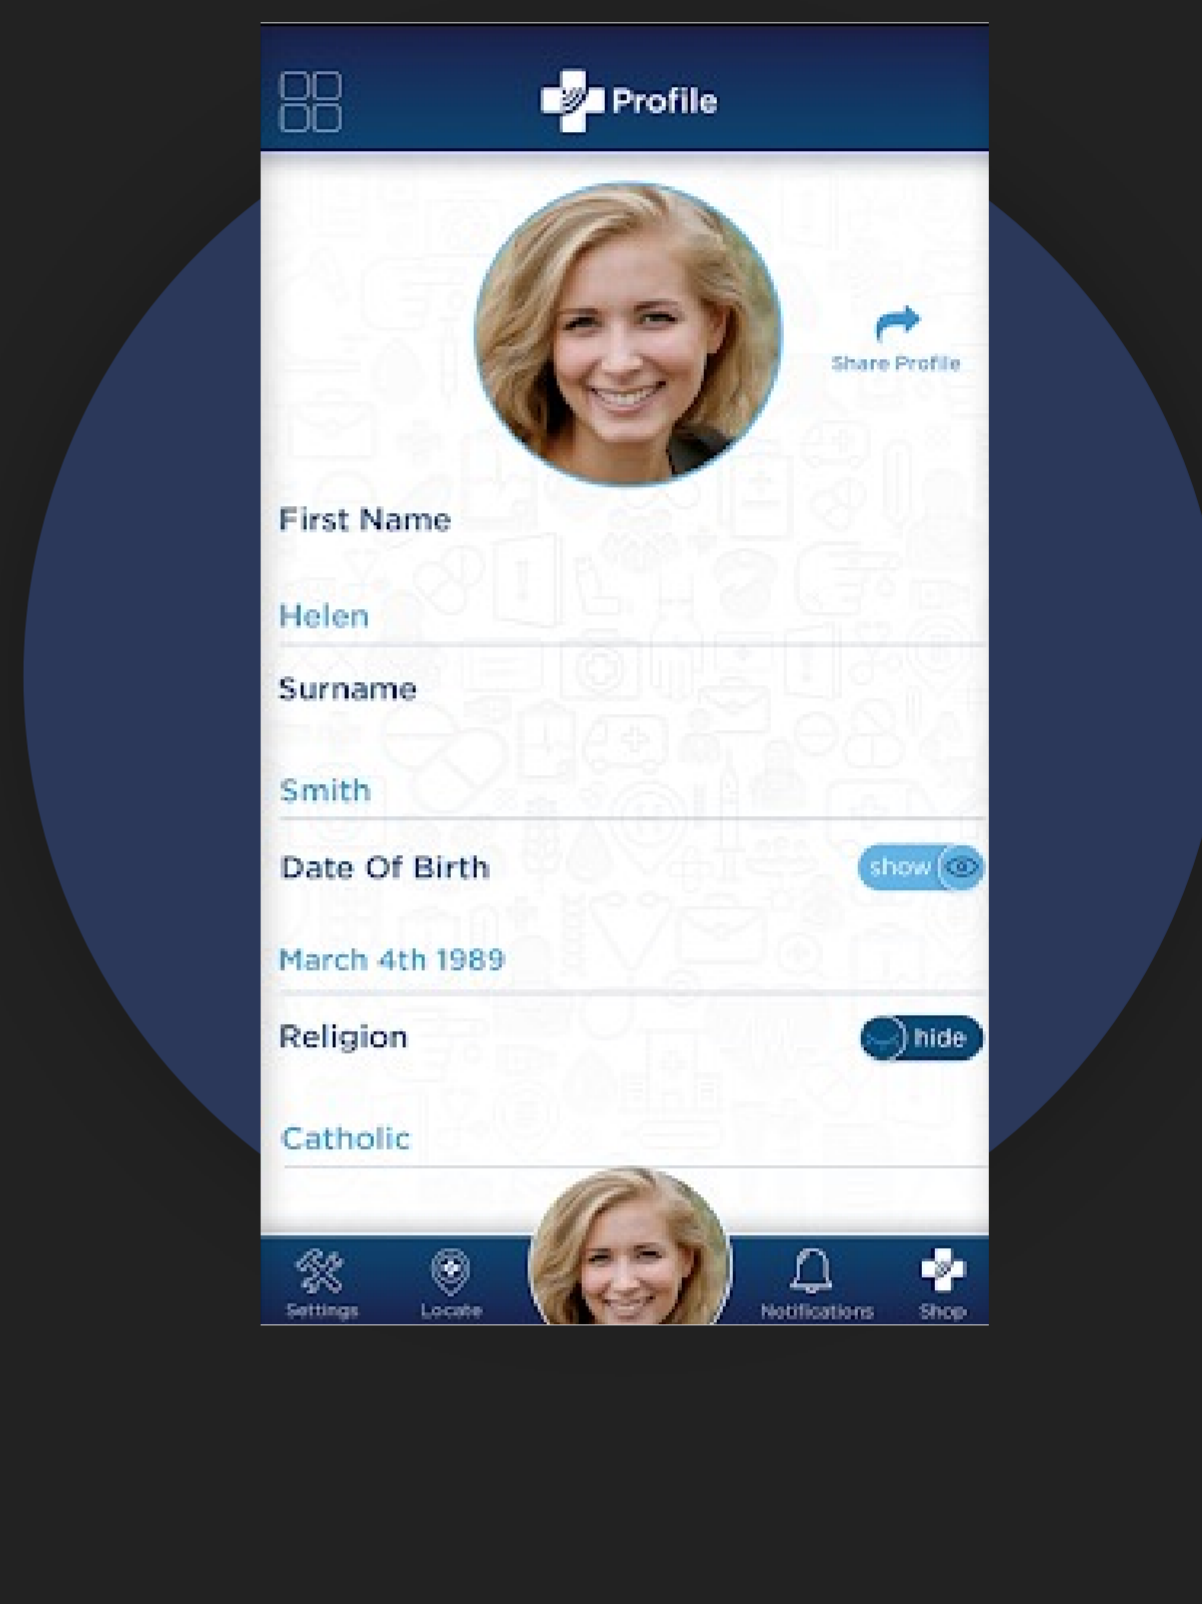 Profile
Share Profile
First Name
Helen
Surname
Smith
Date Of Birth
show
March 4th 1989
Religion
hide
Catholic
Settings
Locate
Notifications
Shop